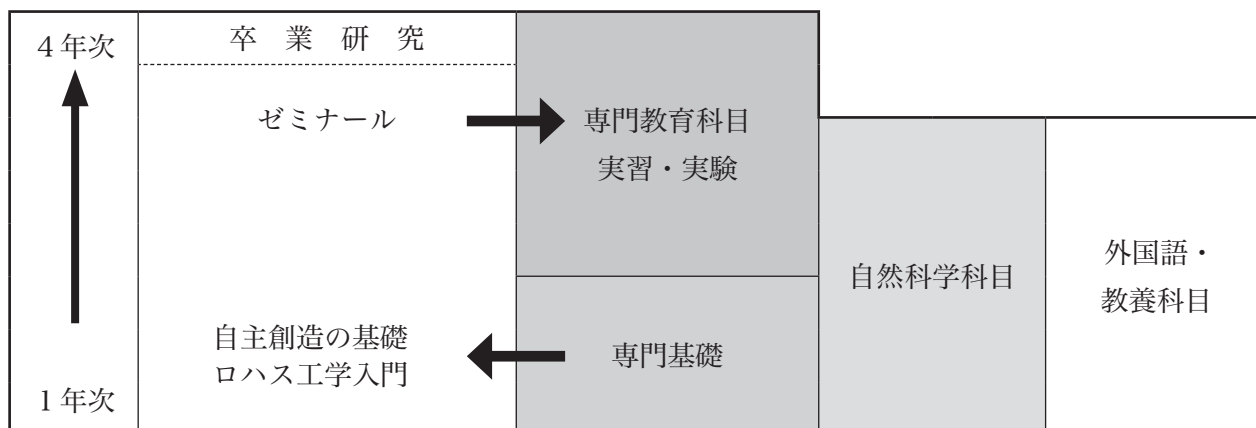 4年次
卒業研究
ゼミナール
専門教育科目
実習・実験
外国語・
教養科目
自然科学科目
自主創造の基礎
ロハス工学入門
専門基礎
1年次